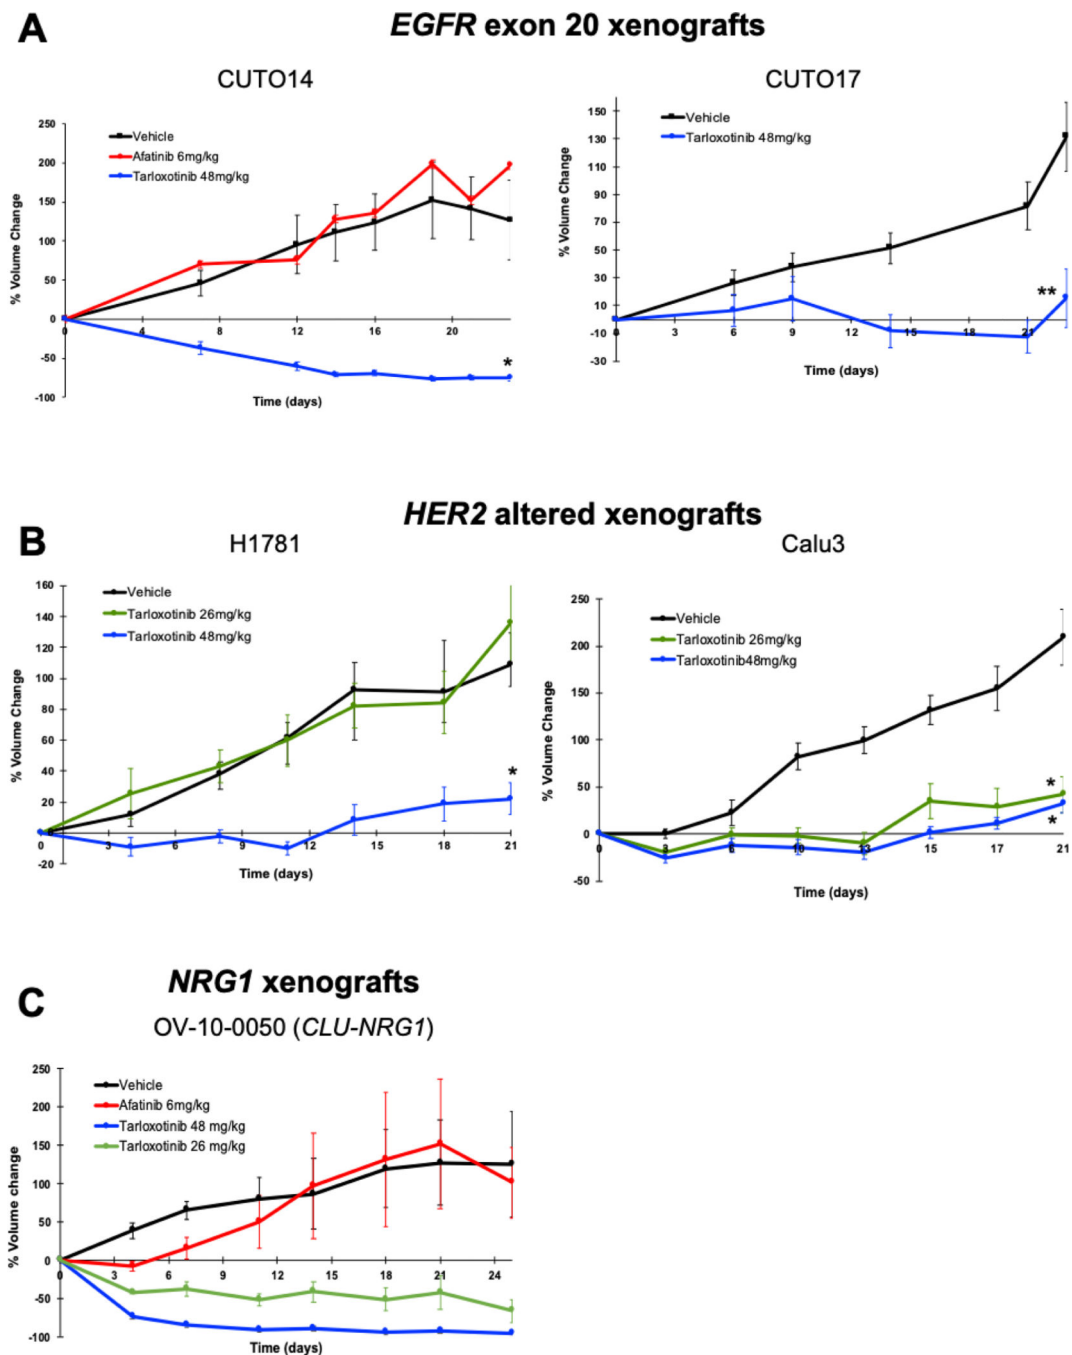 A
EGFR exon 20 xenografts
CUTO14
CUTO17
Vehicle
Afatinib 6mg/kg
Tarloxotinib 48mg/kg
250
200
150
100
50
0
-50
-100
% Volume Change
0 4 8 12 16 20
Time (days)
*
Vehicle
Tarloxotinib 48mg/kg
150
130
110
90
70
50
30
10
-10
-30
% Volume Change
0 3 6 9 12 15 18 21
Time (days)
**
HER2 altered xenografts
B
H1781
Calu3
Vehicle
Tarloxotinib 26mg/kg
Tarloxotinib 48mg/kg
160
140
120
100
80
60
40
20
0
-20
% Volume Change
0 3 6 9 12 15 18 21
Time (days)
*
Vehicle
Tarloxotinib 26mg/kg
Tarloxotinib48mg/kg
250
200
150
100
50
0
-50
% Volume Change
0 3 6 10 13 15 17 21
Time (days)
*
*
NRG1 xenografts
C
OV-10-0050 (CLU-NRG1)
Vehicle
Afatinib 6mg/kg
Tarloxotinib 48 mg/kg
Tarloxotinib 26 mg/kg
250
200
150
100
50
0
-50
-100
% Volume change
0 3 6 9 12 15 18 21 24
Time (days)